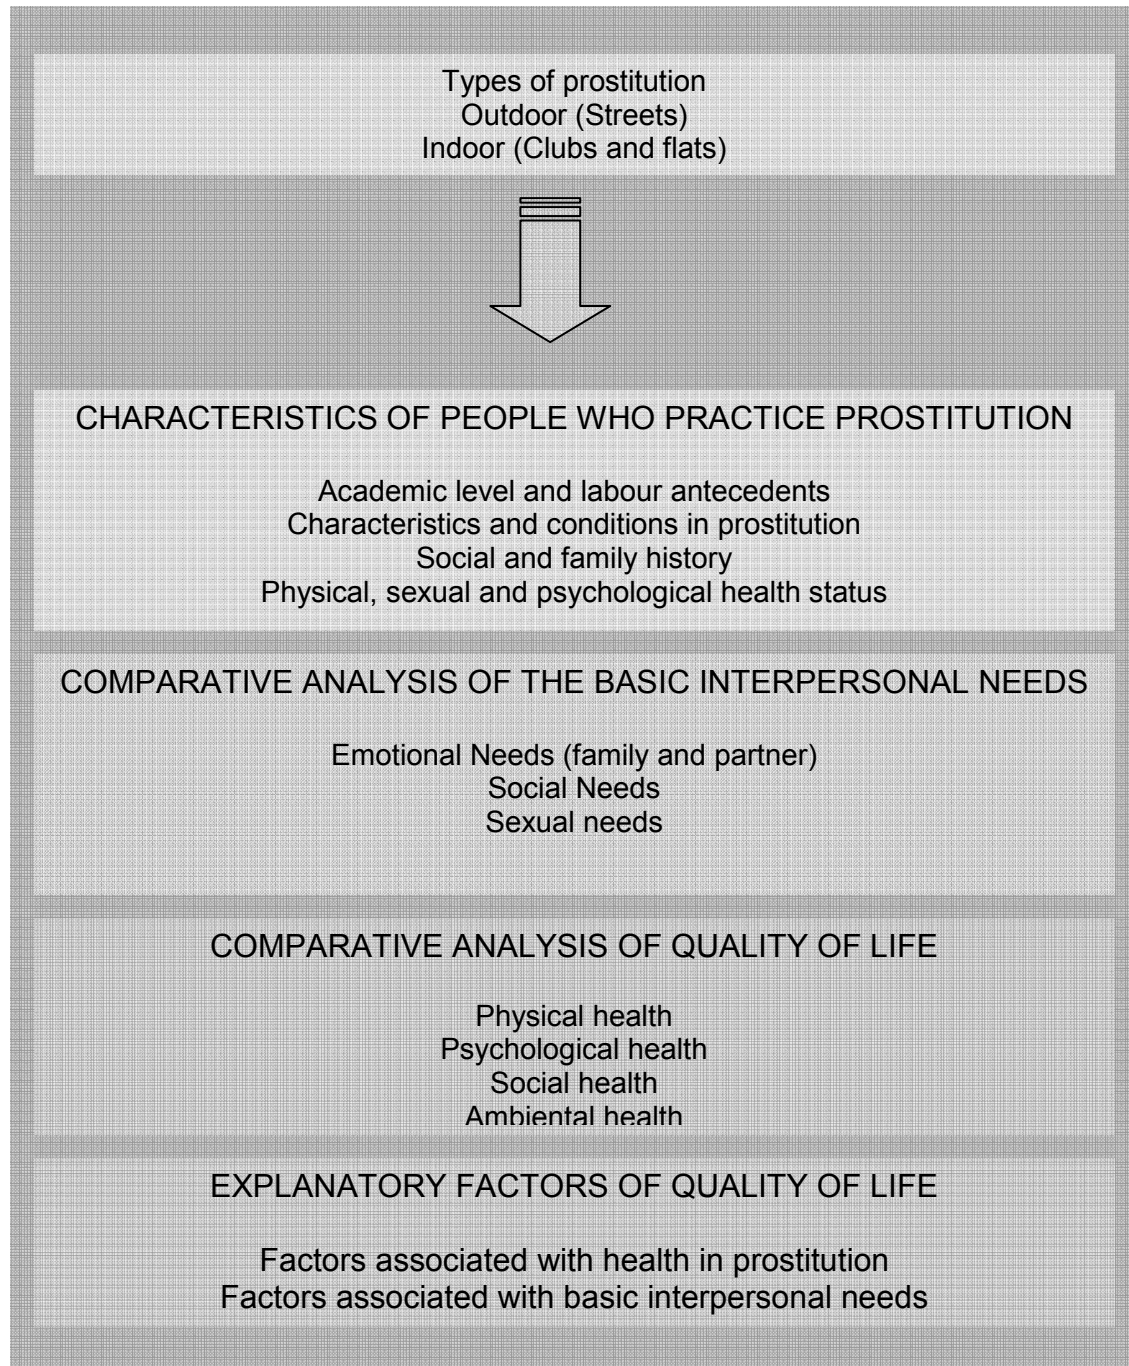 Types of prostitution
Outdoor (Streets)
Indoor (Clubs and flats)
CHARACTERISTICS OF PEOPLE WHO PRACTICE PROSTITUTION
Academic level and labour antecedents
Characteristics and conditions in prostitution
Social and family history
Physical, sexual and psychological health status
COMPARATIVE ANALYSIS OF THE BASIC INTERPERSONAL NEEDS
Emotional Needs (family and partner)
Social Needs
Sexual needs
COMPARATIVE ANALYSIS OF QUALITY OF LIFE
Physical health
Psychological health
Social health
Ambiental health
EXPLANATORY FACTORS OF QUALITY OF LIFE
Factors associated with health in prostitution
Factors associated with basic interpersonal needs